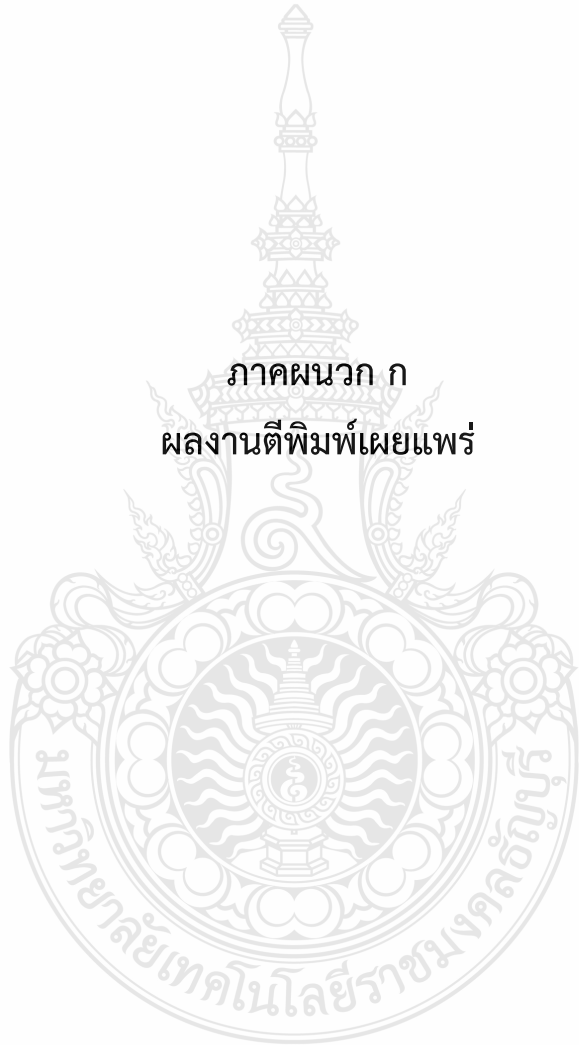 ภาคผนวก ก
ผลงานตีพิมพ์เผยแพร่
มหาวิทยาลัยเทคโนโลยีราชมงคลธัญบุรี